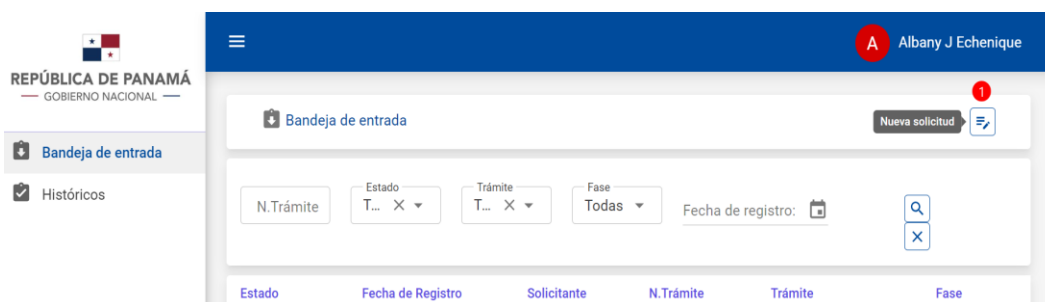 Albany J Echenique
A
REPÚBLICA DE PANAMÁ
GOBIERNO NACIONAL
Bandeja de entrada
Históricos
Bandeja de entrada
1
Nueva solicitud
N.Trámite
Estado
T...
Trámite
T...
Fase
Todas
Fecha de registro:
Estado Fecha de Registro Solicitante N.Trámite Trámite Fase